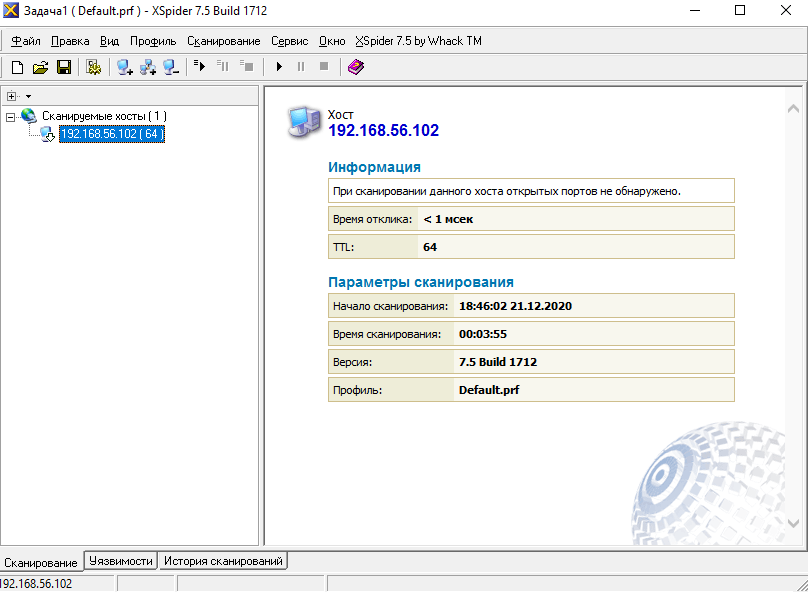 Задача1 ( Default.prf ) - XSpider 7.5 Build 1712
Файл Правка Вид Профиль Сканирование Сервис Окно XSpider 7.5 by Whack TM
Сканируемые хосты ( 1 )
192.168.56.102 ( 64 )
Хост
192.168.56.102
Информация
При сканировании данного хоста открытых портов не обнаружено.
Время отклика: < 1 мсек
TTL: 64
Параметры сканирования
Начало сканирования: 18:46:02 21.12.2020
Время сканирования: 00:03:55
Версия: 7.5 Build 1712
Профиль: Default.prf
Сканирование Уязвимости История сканирований
192.168.56.102